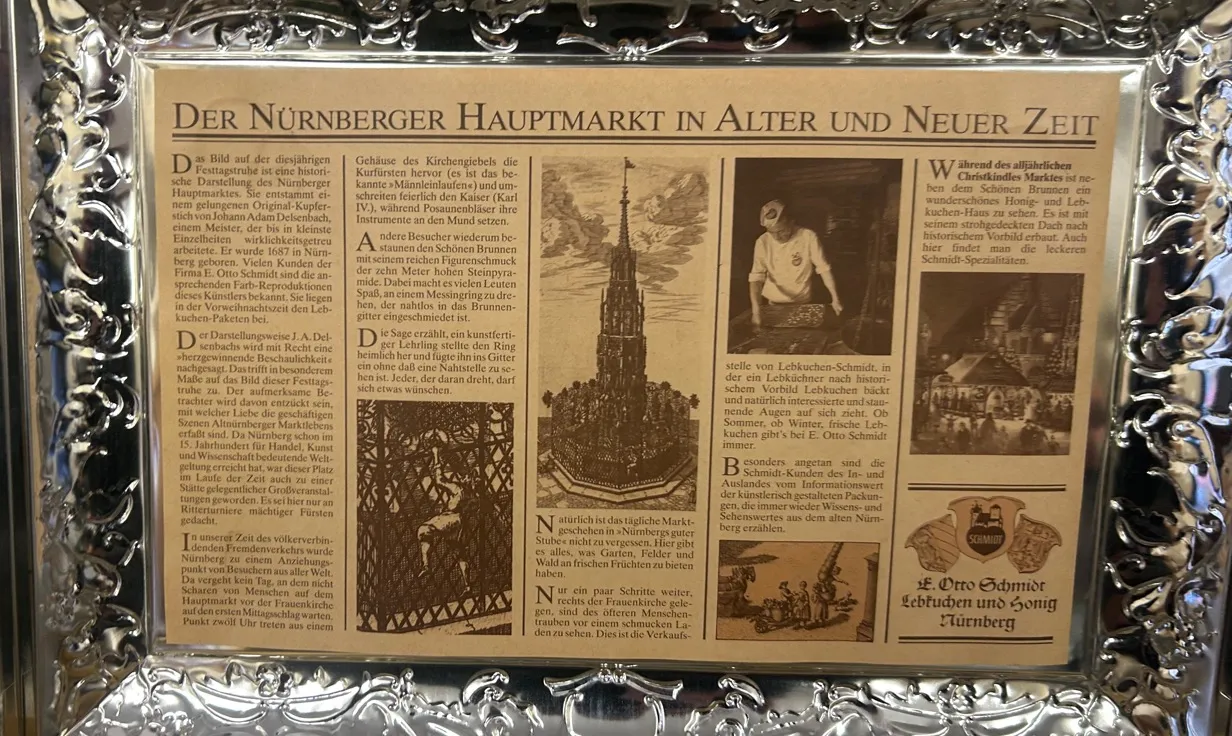 DER NÜRNBERGER HAUPTMARKT IN ALTER UND NEUER ZEIT
Das Bild auf der diesjährigen
Festtagstruhe ist eine histori-
sche Darstellung des Nürnberger
Hauptmarktes. Sie entstammt ei-
nem gelungenen Original-Kupfer-
stich von Johann Adam Delsenbach,
einem Meister, der bis in kleinste
Einzelheiten wirklichkeitsgetreu
arbeitete. Er wurde 1687 in Nürn-
berg geboren. Vielen Kunden der
Firma E. Otto Schmidt sind die an-
sprechenden Farb-Reproduktionen
dieses Künstlers bekannt. Sie liegen
in der Vorweihnachtszeit den Leb-
kuchen-Paketen bei.
Der Darstellungsweise J. A. Del-
senbachs wird mit Recht eine
»herzgewinnende Beschaulichkeit«
nachgesagt. Das trifft in besonderem
Maße auf das Bild dieser Festtags-
truhe zu. Der aufmerksame Be-
trachter wird davon entzückt sein,
mit welcher Liebe die geschäftigen
Szenen Altnürnberger Marktlebens
erfaßt sind. Da Nürnberg schon im
15. Jahrhundert für Handel, Kunst
und Wissenschaft bedeutende Welt-
geltung erreicht hat, war dieser Platz
im Laufe der Zeit auch zu einer
Stätte gelegentlicher Großveranstal-
tungen geworden. Es sei hier nur an
Ritterturniere mächtiger Fürsten
gedacht.
In unserer Zeit des völkerverbin-
denden Fremdenverkehrs wurde
Nürnberg zu einem Anziehungs-
punkt von Besuchern aus aller Welt.
Da vergeht kein Tag, an dem nicht
Scharen von Menschen auf dem
Hauptmarkt vor der Frauenkirche
auf den ersten Mittagsschlag warten.
Punkt zwölf Uhr treten aus einem
Gehäuse des Kirchengiebels die
Kurfürsten hervor (es ist das be-
kannte »Männleinlaufen«) und um-
schreiten feierlich den Kaiser (Karl
IV.), während Posaunenbläser ihre
Instrumente an den Mund setzen.
Andere Besucher wiederum be-
staunen den Schönen Brunnen
mit seinem reichen Figurenschmuck
der zehn Meter hohen Steinpyra-
mide. Dabei macht es vielen Leuten
Spaß, an einem Messingring zu dre-
hen, der nahtlos in das Brunnen-
gitter eingeschmiedet ist.
Die Sage erzählt, ein kunstferti-
ger Lehrling stellte den Ring
heimlich her und fügte ihn ins Gitter
ein ohne daß eine Nahtstelle zu se-
hen ist. Jeder, der daran dreht, darf
sich etwas wünschen.
Natürlich ist das tägliche Markt-
geschehen in »Nürnbergs guter
Stube« nicht zu vergessen. Hier gibt
es alles, was Garten, Felder und
Wald an frischen Früchten zu bieten
haben.
Nur ein paar Schritte weiter,
rechts der Frauenkirche gele-
gen, sind des öfteren Menschen-
trauben vor einem schmucken La-
den zu sehen. Dies ist die Verkaufs-
stelle von Lebkuchen-Schmidt, in
der ein Lebküchner nach histori-
schem Vorbild Lebkuchen bäckt
und natürlich interessierte und stau-
nende Augen auf sich zieht. Ob
Sommer, ob Winter, frische Leb-
kuchen gibt's bei E. Otto Schmidt
immer.
Besonders angetan sind die
Schmidt-Kunden des In- und
Auslandes vom Informationswert
der künstlerisch gestalteten Packun-
gen, die immer wieder Wissens- und
Sehenswertes aus dem alten Nürn-
berg erzählen.
Während des alljährlichen
Christkindles Marktes ist ne-
ben dem Schönen Brunnen ein
wunderschönes Honig- und Leb-
kuchen-Haus zu sehen. Es ist mit
seinem strohgedeckten Dach nach
historischem Vorbild erbaut. Auch
hier findet man die leckeren
Schmidt-Spezialitäten.
SCHMIDT
E. Otto Schmidt
Lebkuchen und Honig
Nürnberg